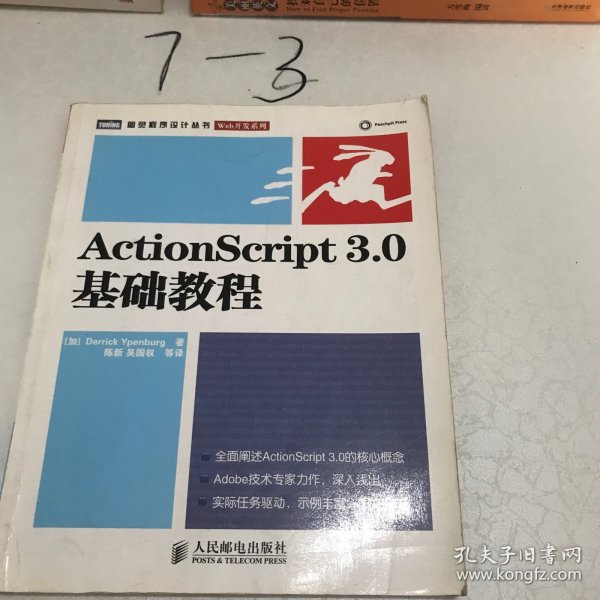 How to Find Proper Position
7-3
TURING 图灵程序设计丛书 Web开发系列
Peachpit Press
ActionScript 3.0
基础教程
[加] Derrick Ypenburg 著
陈新 吴国权 等译
全面阐述ActionScript 3.0的核心概念
Adobe技术专家力作，深入浅出
实际任务驱动，示例丰富
人民邮电出版社
POSTS & TELECOM PRESS
孔夫子旧书网
www.kongfz.com